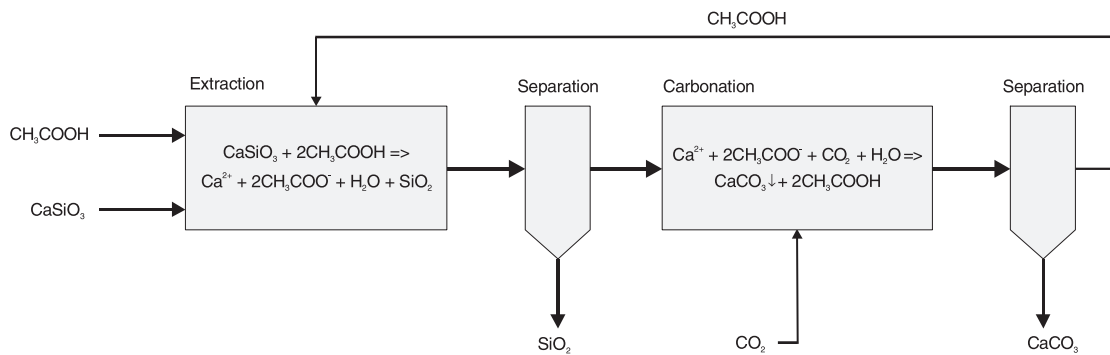 CH₃COOH
Extraction
Separation
Carbonation
Separation
CH₃COOH
CaSiO₃ + 2CH₃COOH =>
Ca²⁺ + 2CH₃COO⁻ + H₂O + SiO₂
Ca²⁺ + 2CH₃COO⁻ + CO₂ + H₂O =>
CaCO₃↓ + 2CH₃COOH
CaSiO₃
SiO₂
CO₂
CaCO₃